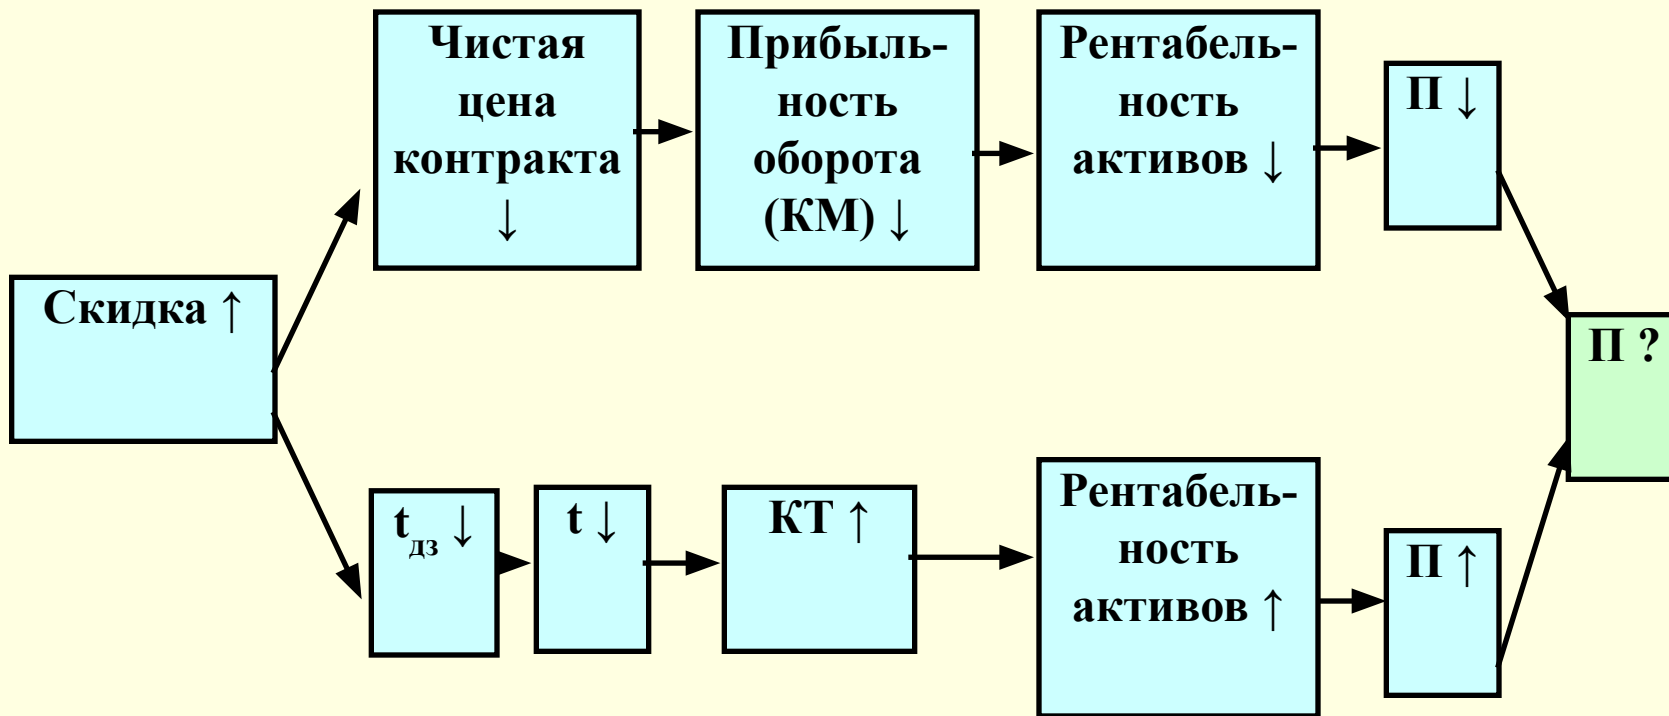 Скидка ↑
Чистая
цена
контракта
↓
Прибыль-
ность
оборота
(КМ) ↓
Рентабель-
ность
активов ↓
П ↓
tдз ↓
t ↓
КТ ↑
Рентабель-
ность
активов ↑
П ↑
П ?